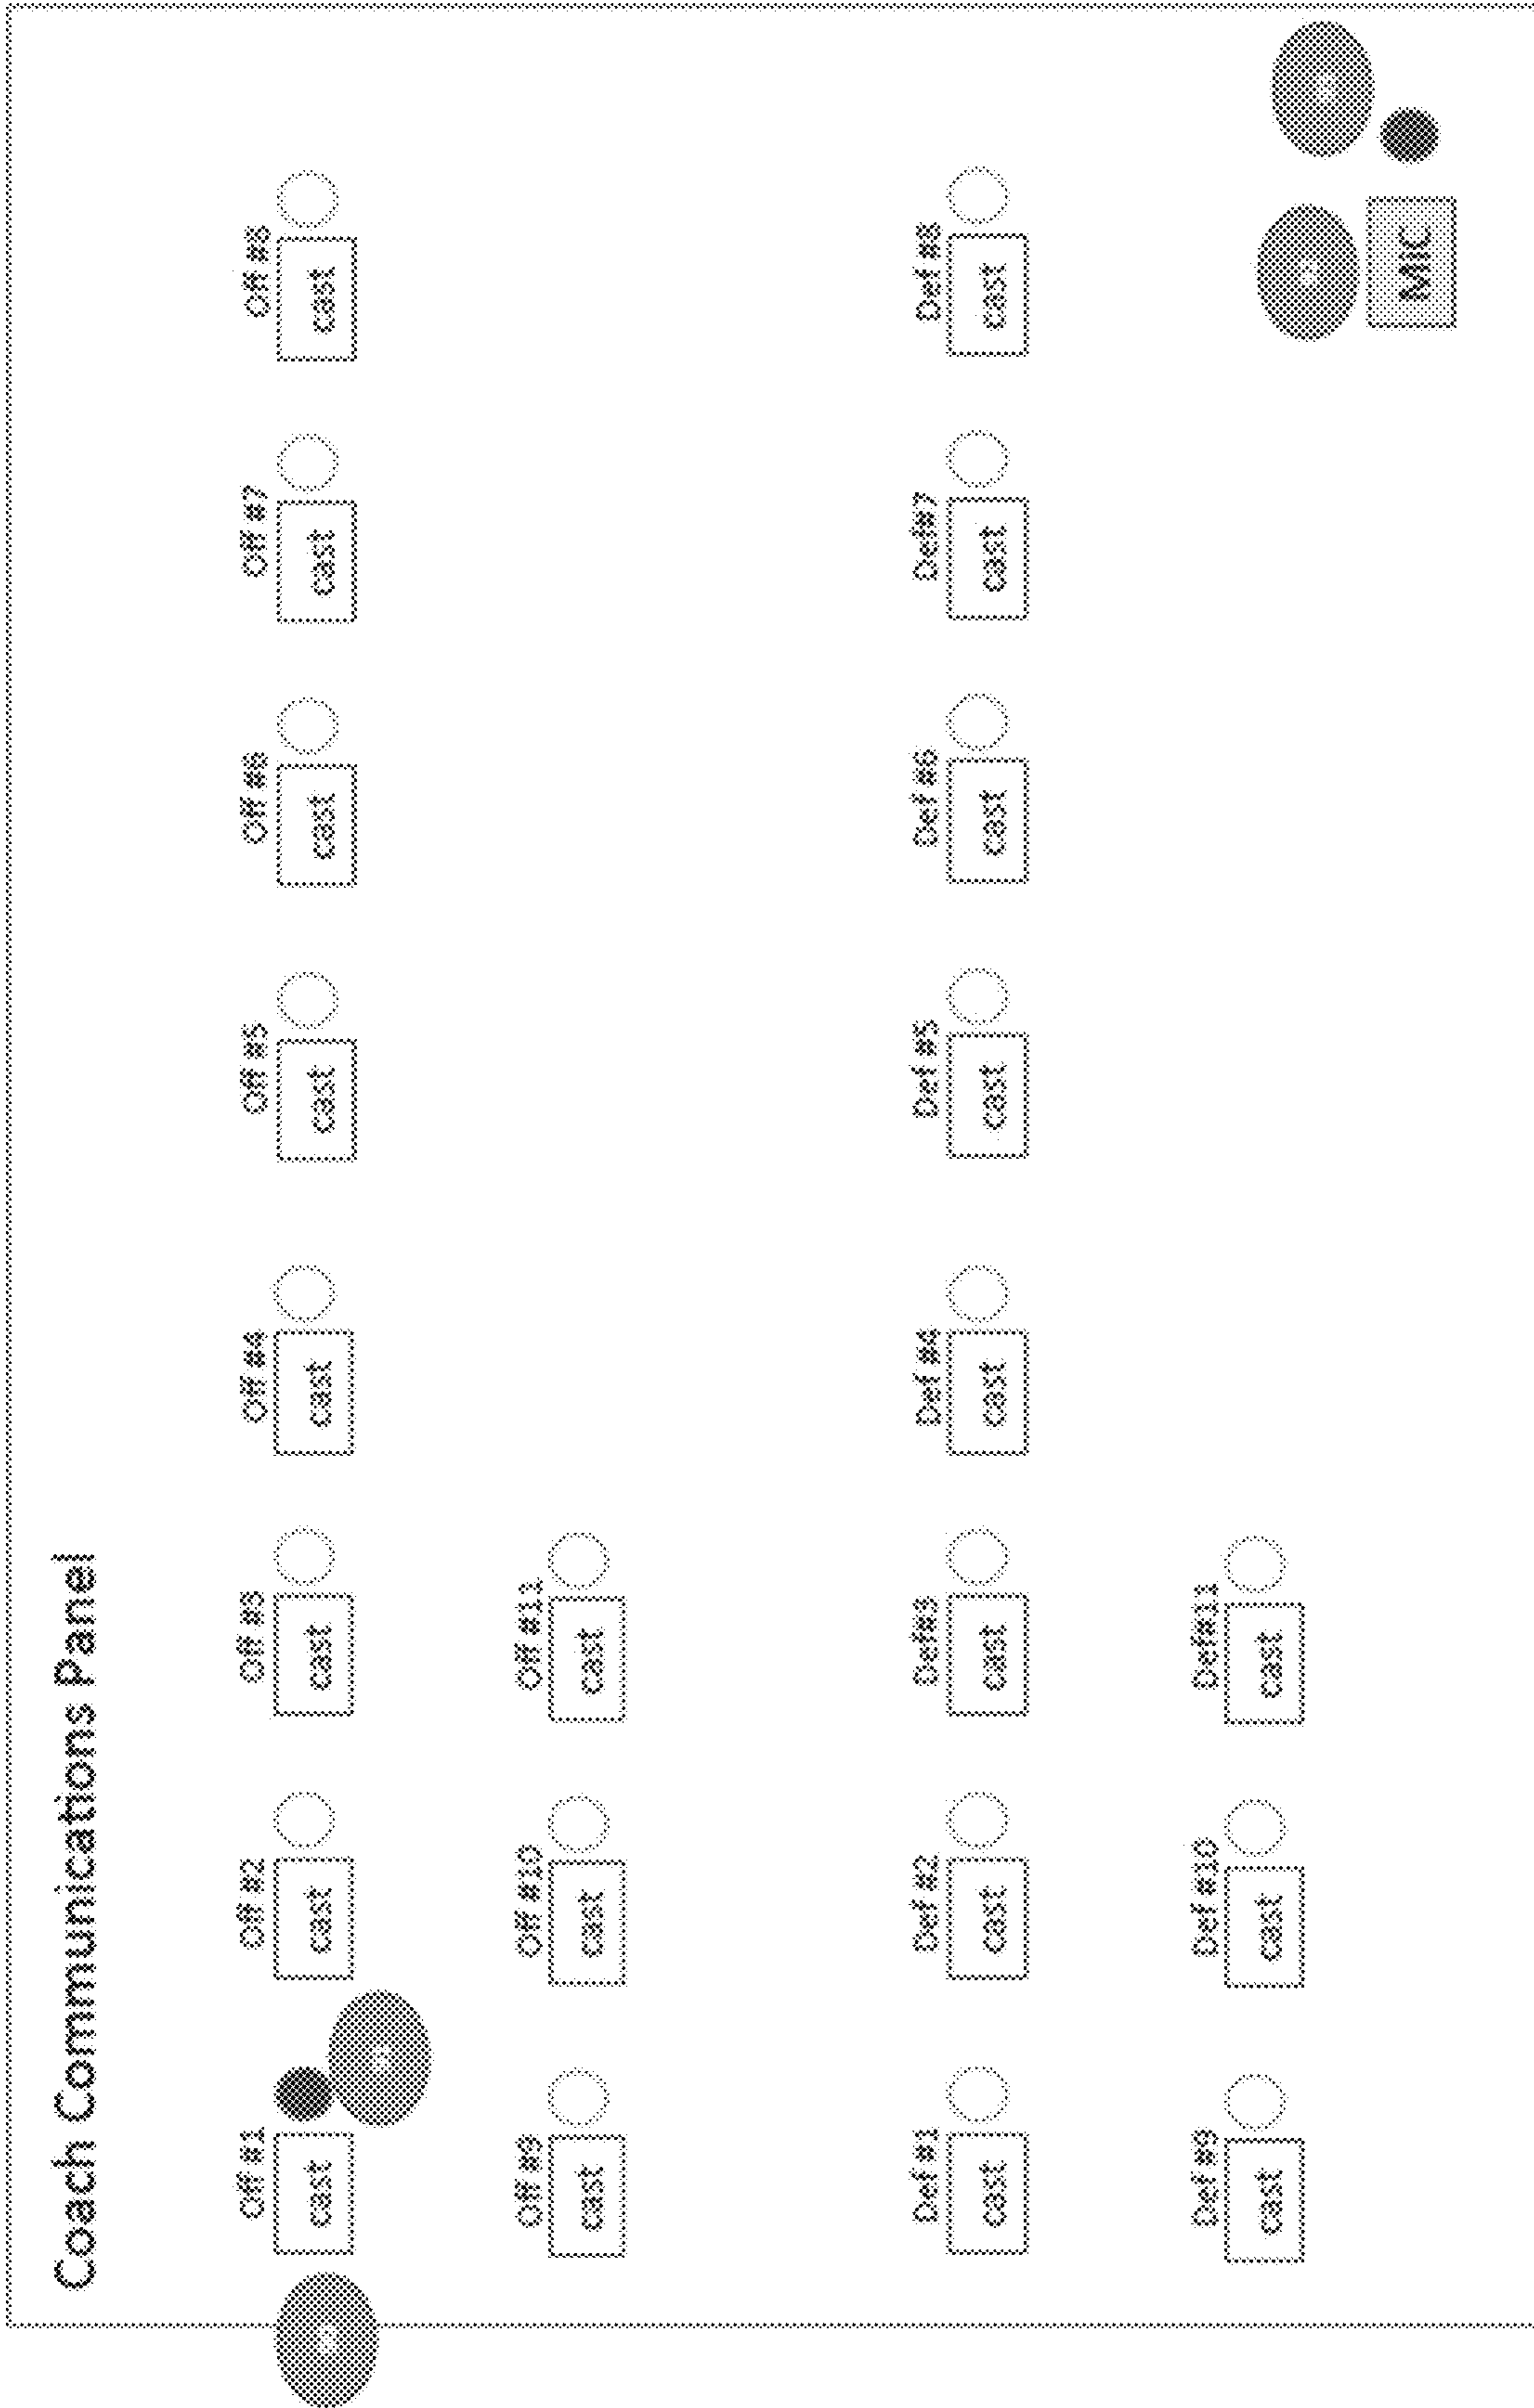 Coach Communications Panel
Off #1 Off #2 Off #3 Off #4 Off #5 Off #6 Off #7 Off #8
cast cast cast cast cast cast cast cast
Off #9 Off #10 Off #11
cast cast cast
Def #1 Def #2 Def#3 Def #4 Def #5 Def #6 Def#7 Def #8
cast cast cast cast cast cast cast cast
Def #9 Def #10 Def#11
cast cast cast
MIC